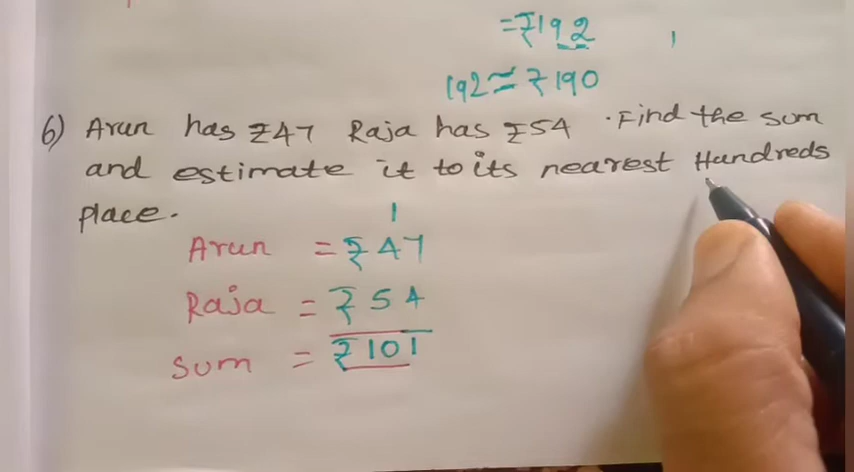 =₹192
192≈₹190
6) Arun has ₹47 Raja has ₹54 . Find the sum
and estimate it to its nearest Hundreds
place.
1
Arun = ₹47
Raja = ₹54
Sum = ₹101